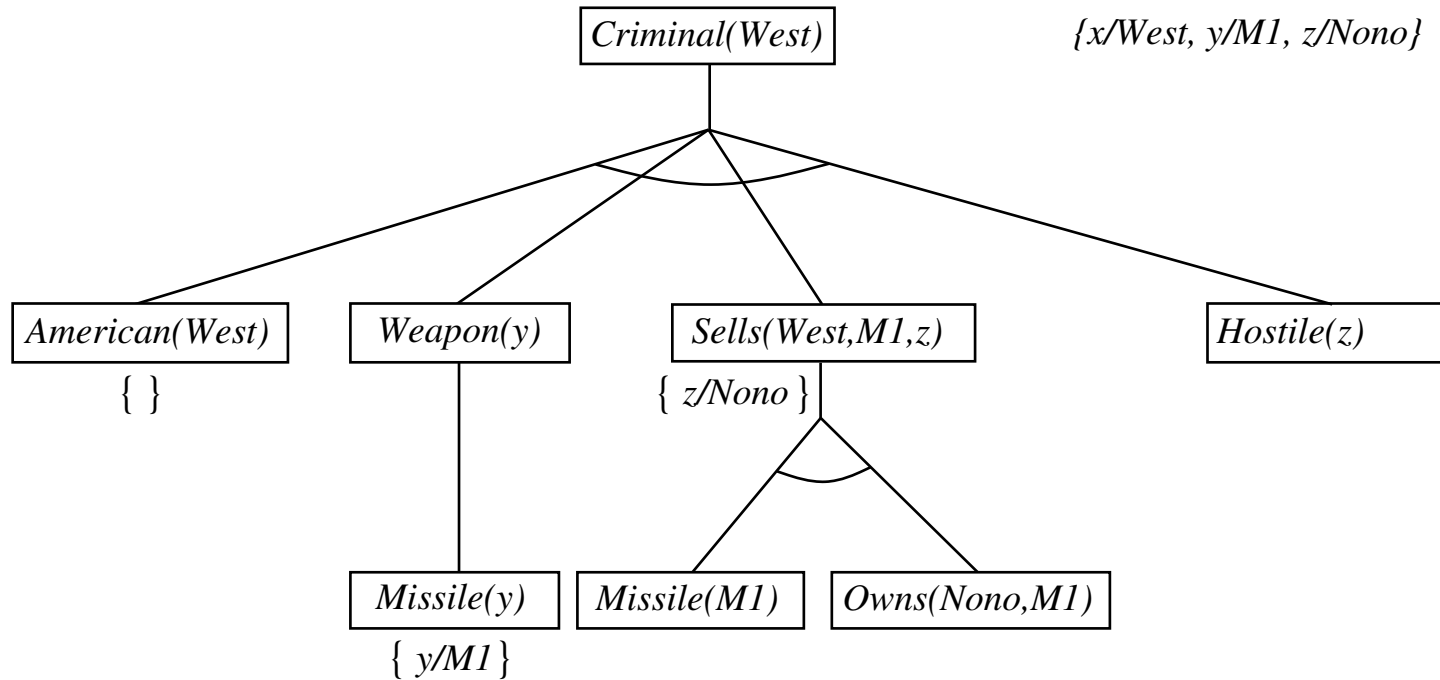 Criminal(West)
{x/West, y/M1, z/Nono}
American(West)
Weapon(y)
Sells(West,M1,z)
Hostile(z)
{ }
{ z/Nono }
Missile(y)
Missile(M1)
Owns(Nono,M1)
{ y/M1 }